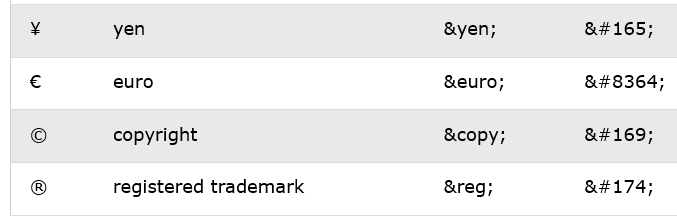 ¥ yen &yen; &#165;
€ euro &euro; &#8364;
© copyright &copy; &#169;
® registered trademark &reg; &#174;